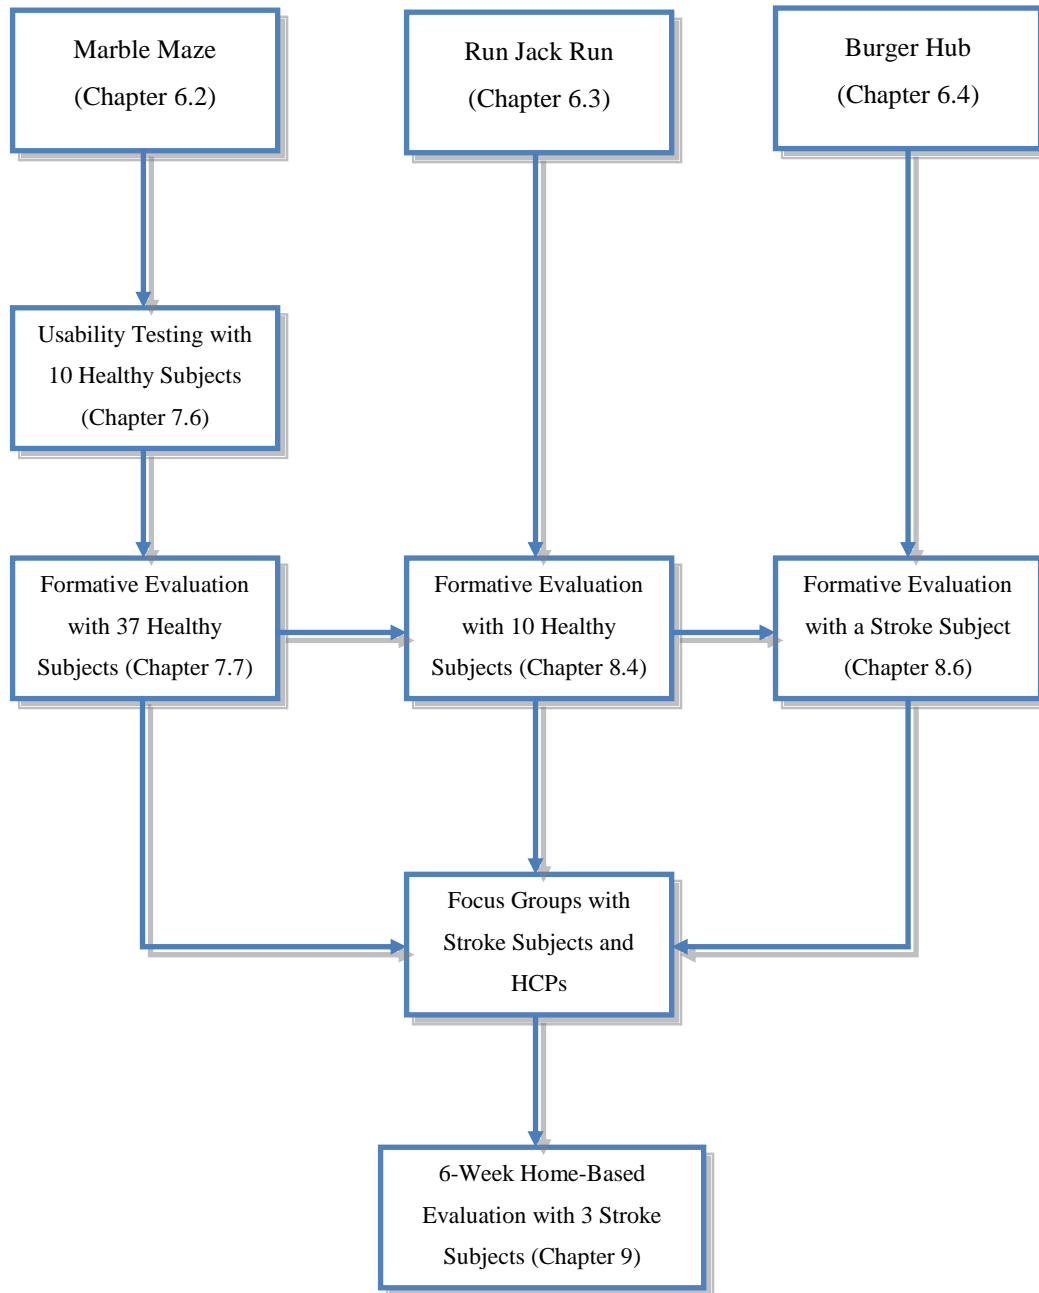 Marble Maze
(Chapter 6.2)
Run Jack Run
(Chapter 6.3)
Burger Hub
(Chapter 6.4)
Usability Testing with
10 Healthy Subjects
(Chapter 7.6)
Formative Evaluation
with 37 Healthy
Subjects (Chapter 7.7)
Formative Evaluation
with 10 Healthy
Subjects (Chapter 8.4)
Formative Evaluation
with a Stroke Subject
(Chapter 8.6)
Focus Groups with
Stroke Subjects and
HCPs
6-Week Home-Based
Evaluation with 3 Stroke
Subjects (Chapter 9)